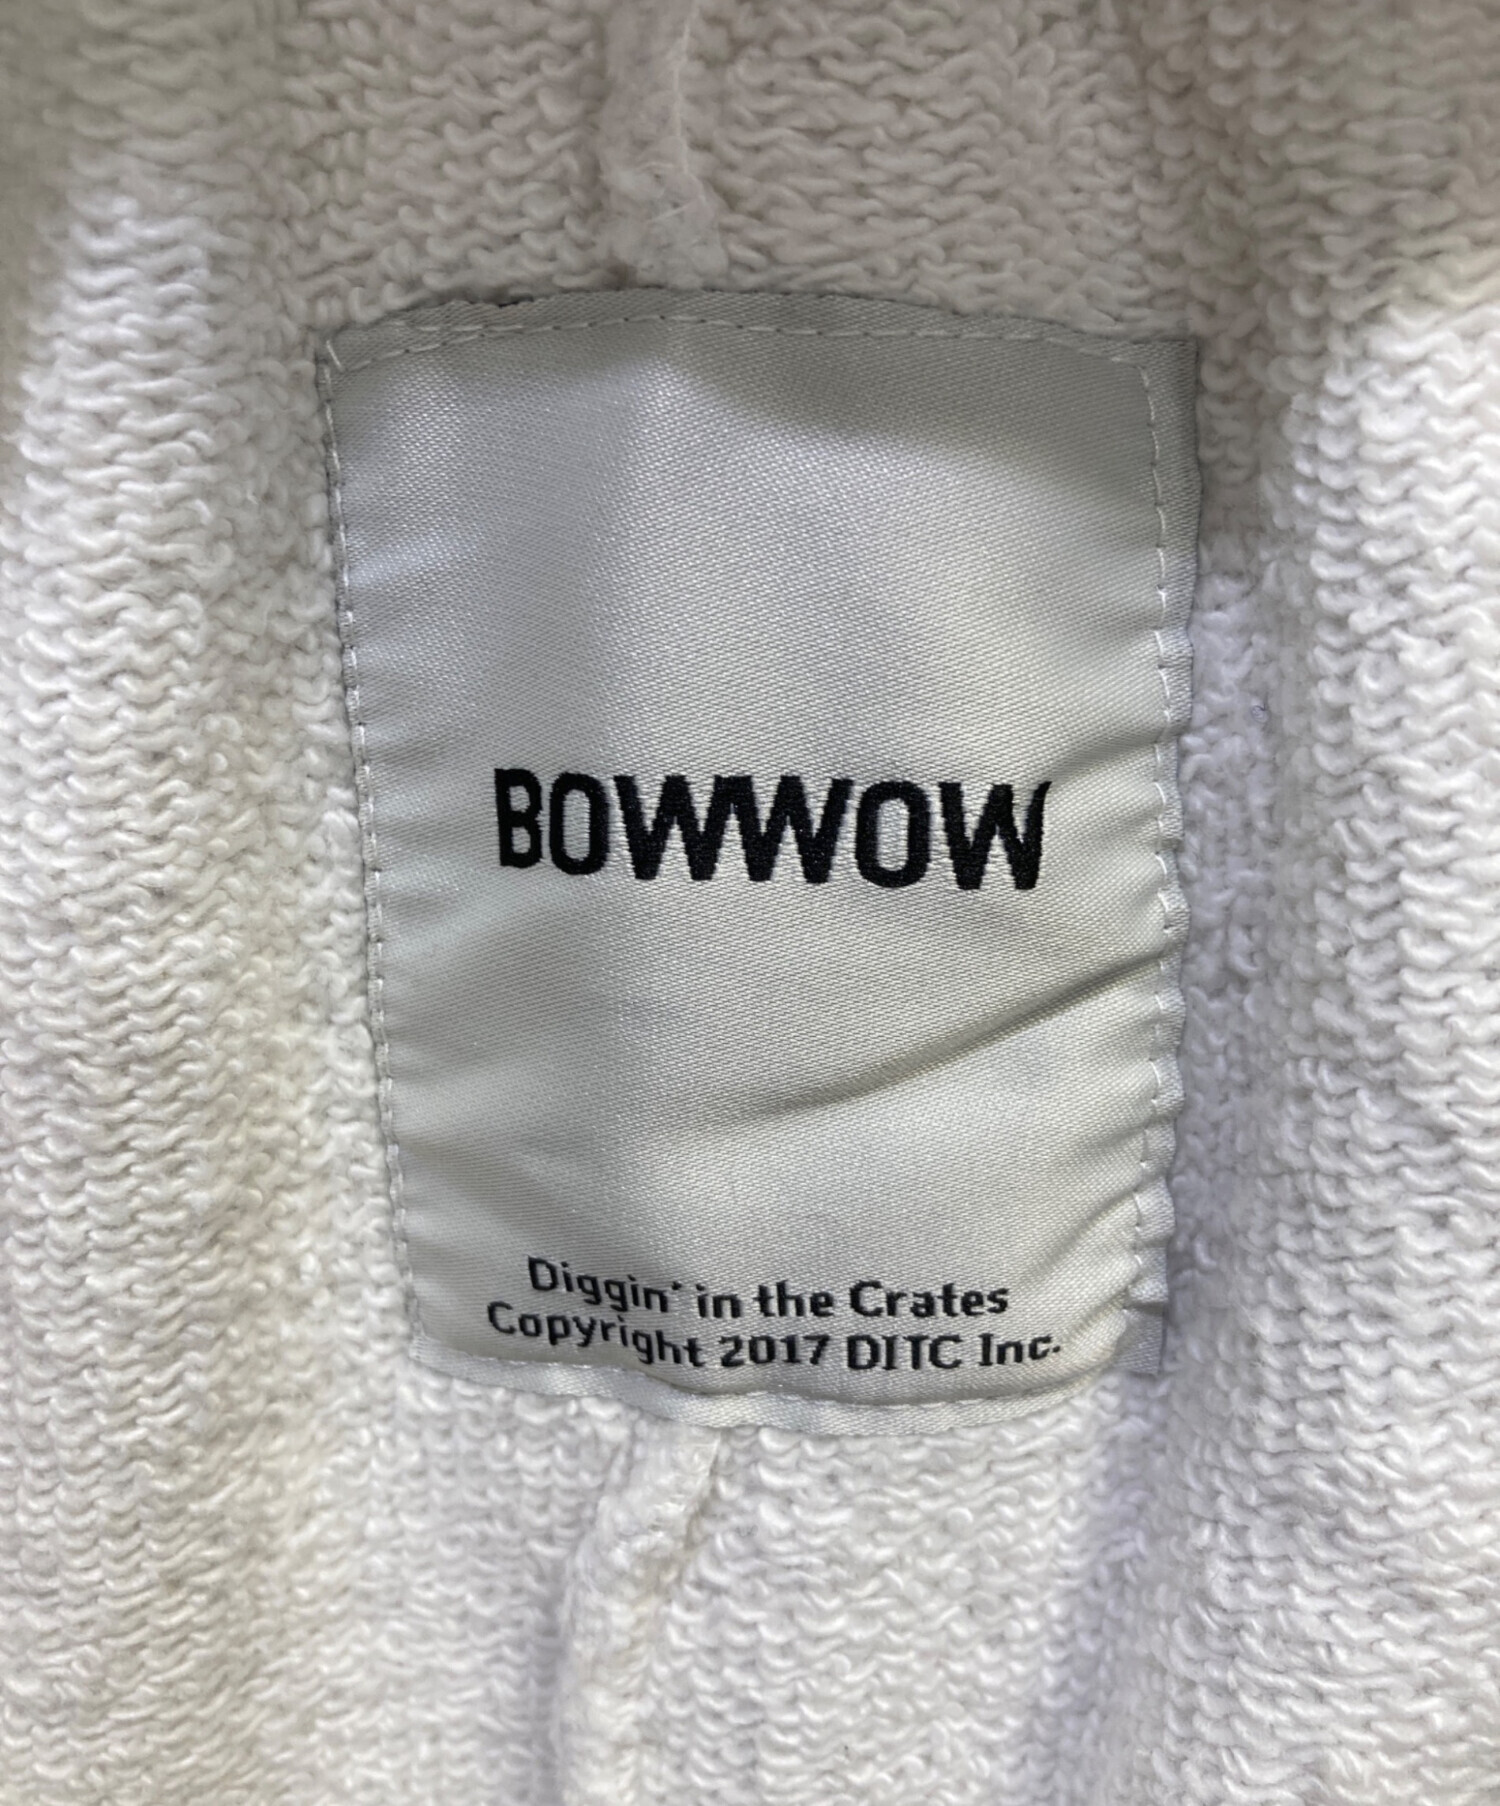 BOWWOW
Diggin' in the Crates
Copyright 2017 DITC Inc.